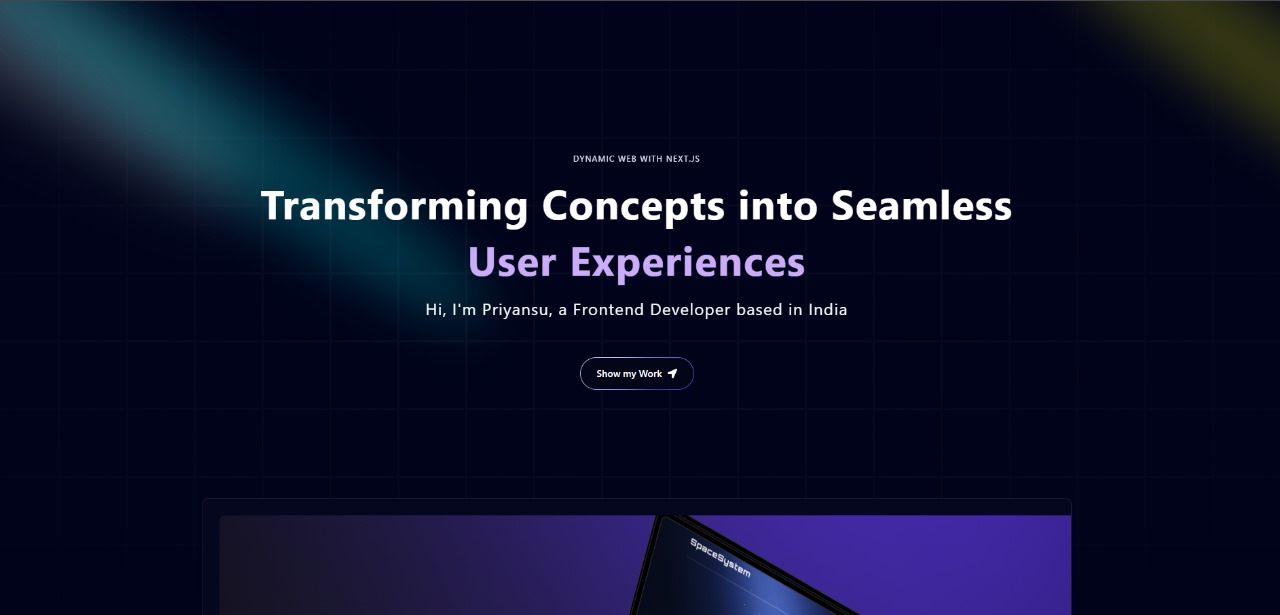 DYNAMIC WEB WITH NEXT.JS
Transforming Concepts into Seamless
User Experiences
Hi, I'm Priyansu, a Frontend Developer based in India
Show my Work
SpaceSystem